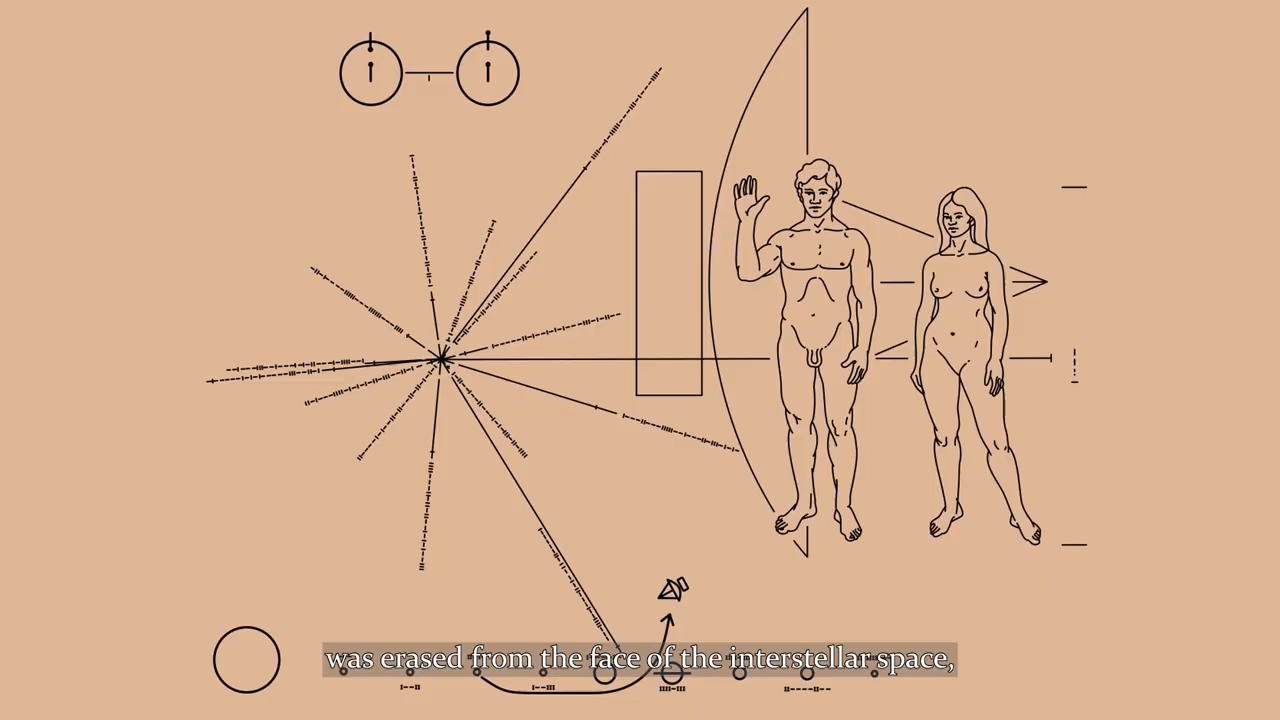 was erased from the face of the interstellar space,